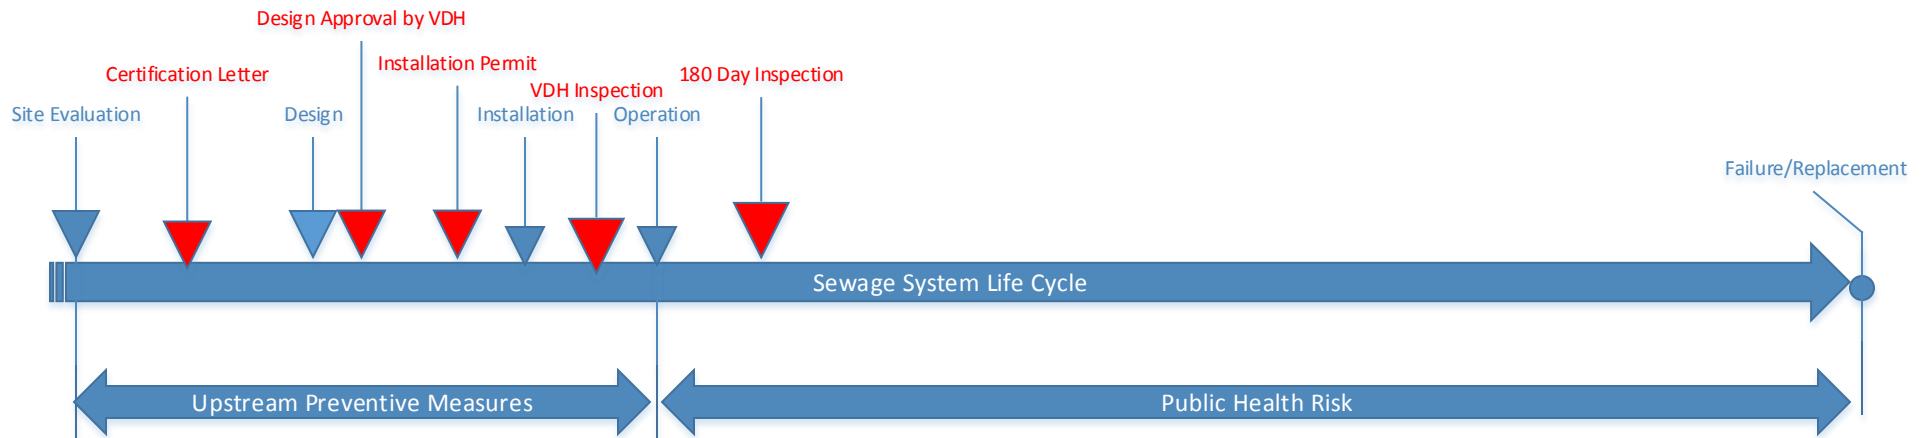 Design Approval by VDH
Certification Letter
Installation Permit
VDH Inspection
180 Day Inspection
Site Evaluation
Design
Installation
Operation
Failure/Replacement
Sewage System Life Cycle
Upstream Preventive Measures
Public Health Risk